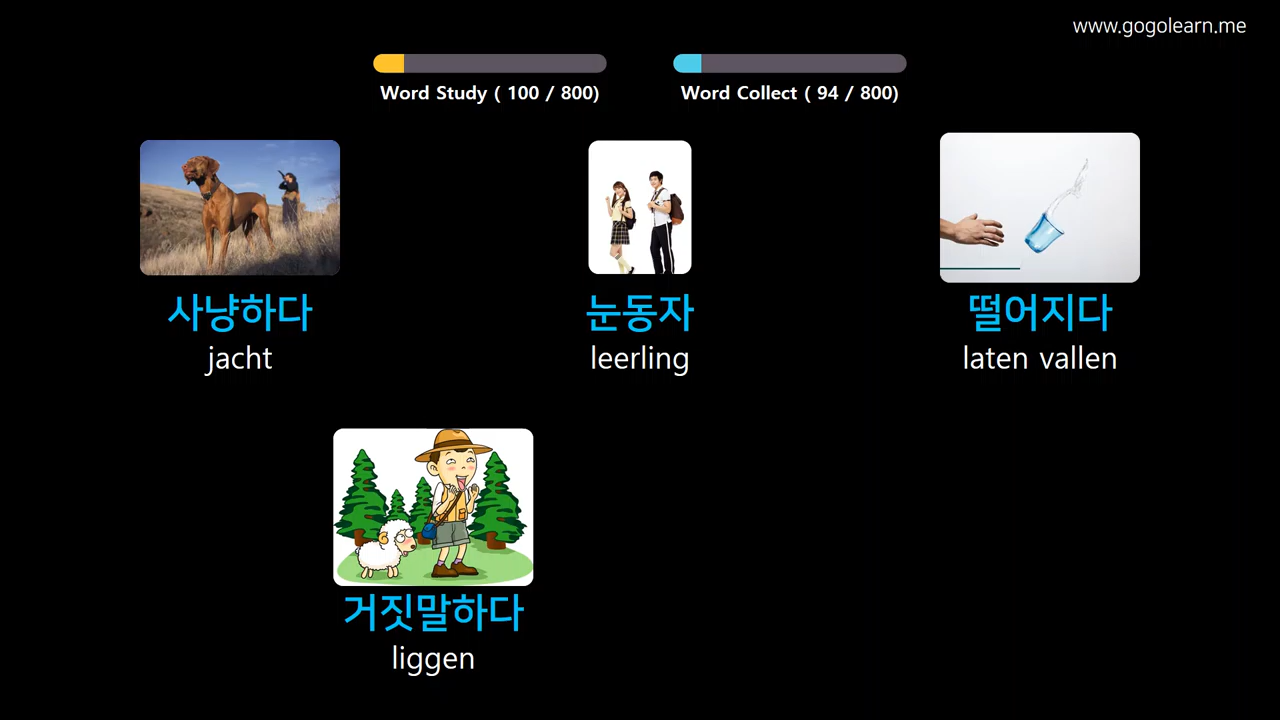 www.gogolearn.me
Word Study ( 100 / 800)
Word Collect ( 94 / 800)
사냥하다
jacht
눈동자
leerling
떨어지다
laten vallen
거짓말하다
liggen